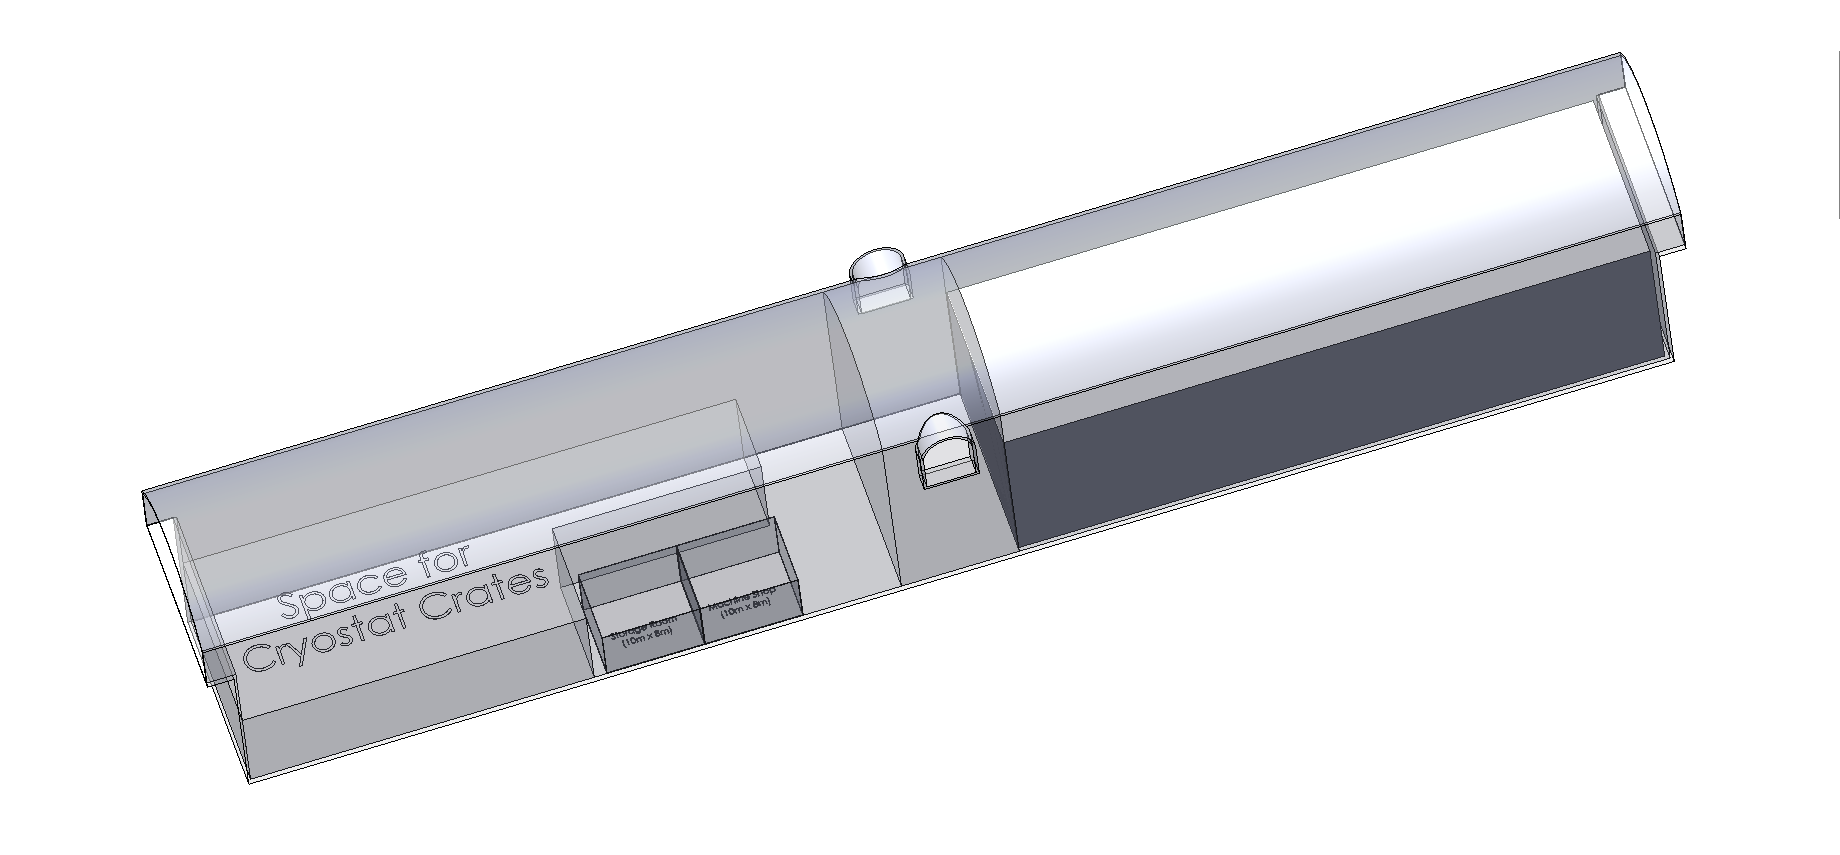 Space for
Cryostat Crates
Storage Room
(10m x 8m)
Machine Shop
(10m x 8m)